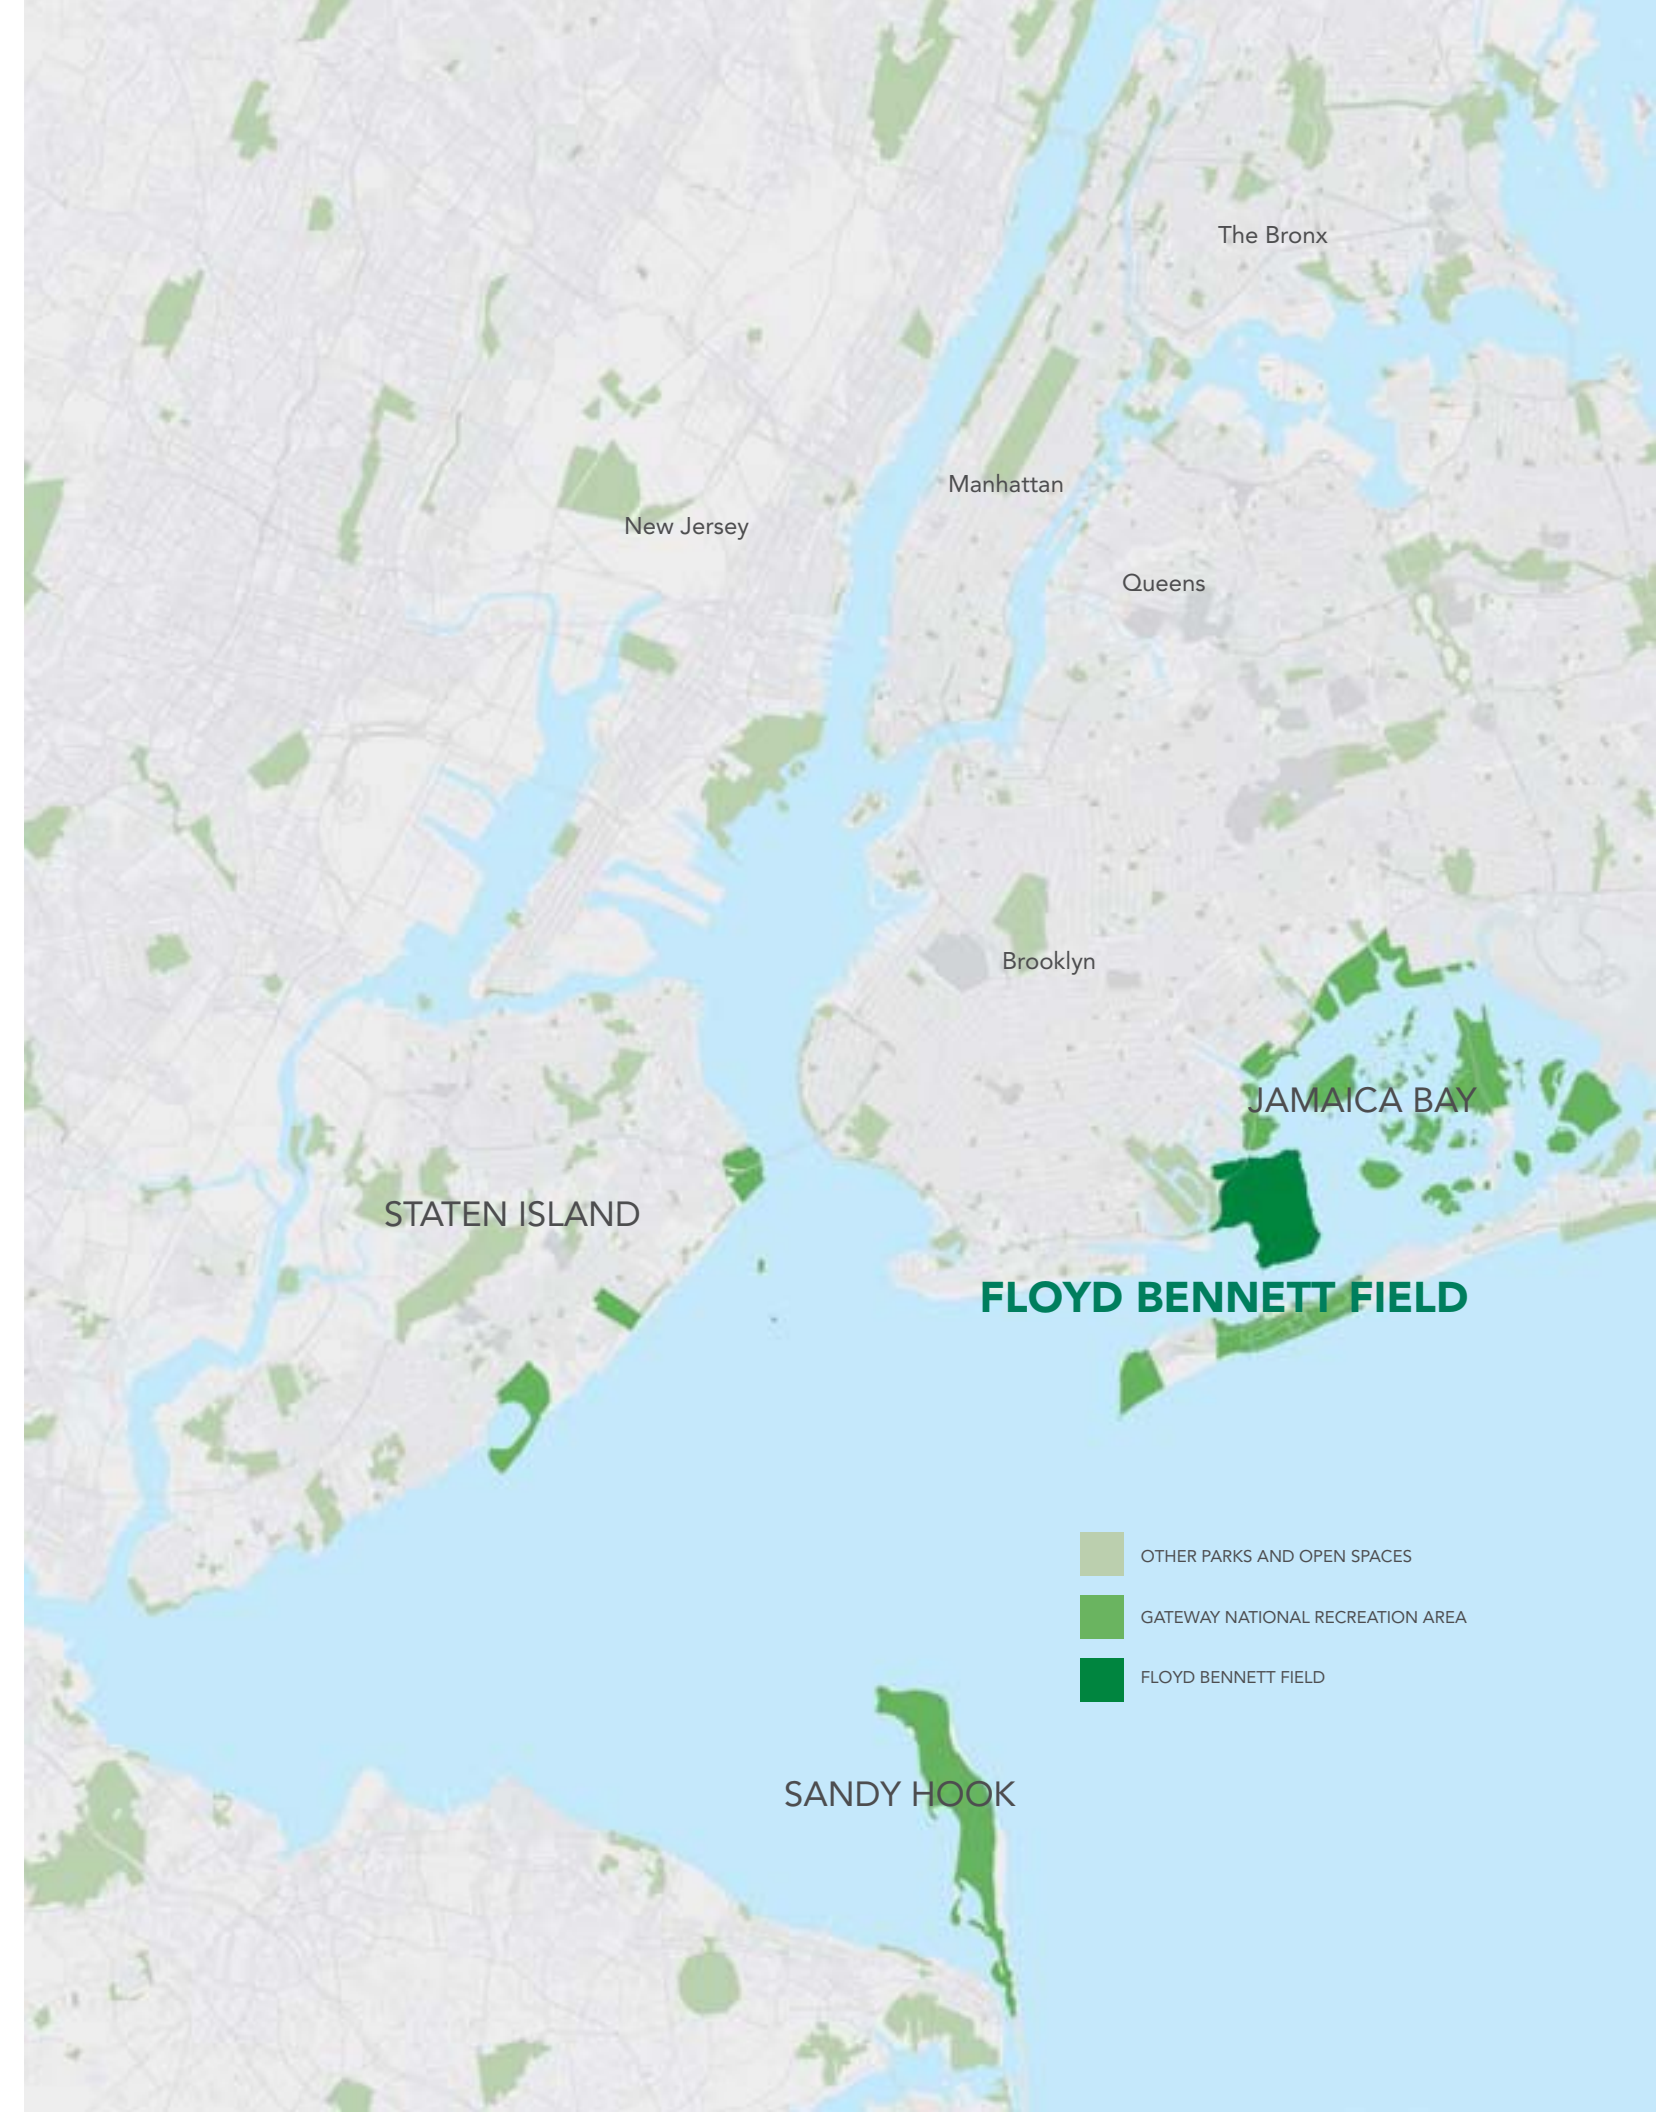 The Bronx
Manhattan
New Jersey
Queens
Brooklyn
JAMAICA BAY
STATEN ISLAND
FLOYD BENNETT FIELD
OTHER PARKS AND OPEN SPACES
GATEWAY NATIONAL RECREATION AREA
FLOYD BENNETT FIELD
SANDY HOOK